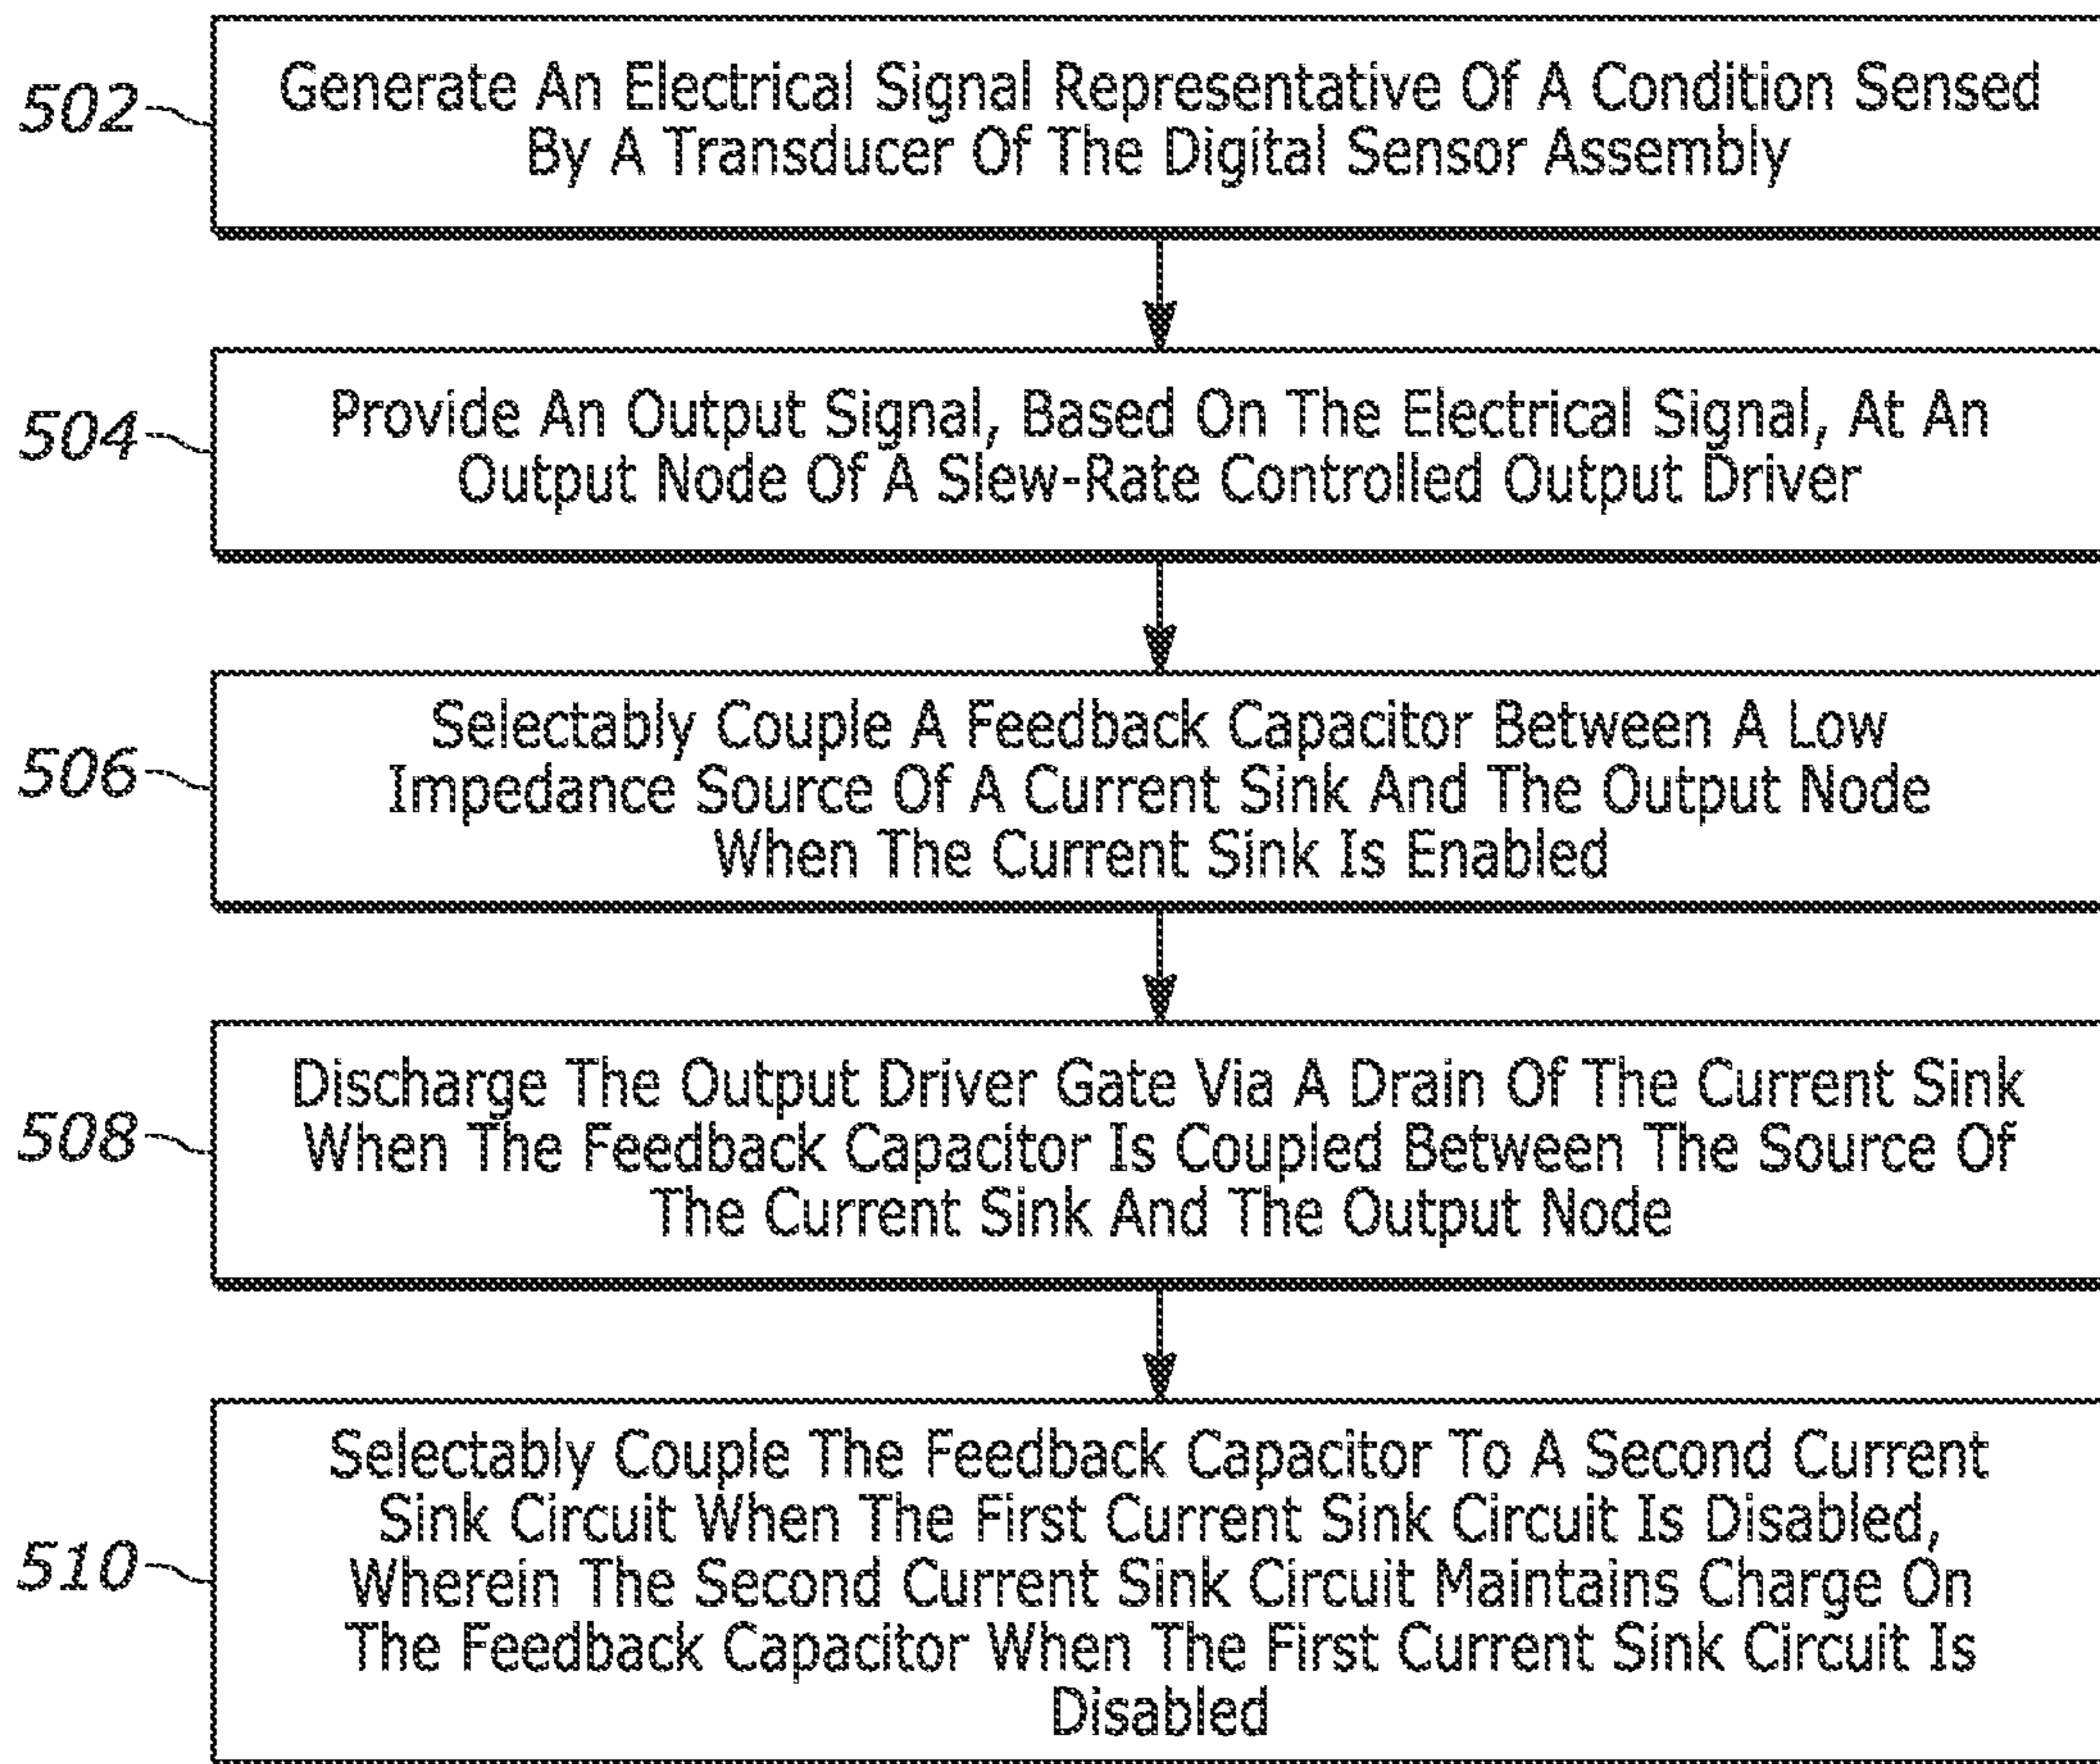 502
Generate An Electrical Signal Representative Of A Condition Sensed
By A Transducer Of The Digital Sensor Assembly
504
Provide An Output Signal, Based On The Electrical Signal, At An
Output Node Of A Slew-Rate Controlled Output Driver
506
Selectably Couple A Feedback Capacitor Between A Low
Impedance Source Of A Current Sink And The Output Node
When The Current Sink Is Enabled
508
Discharge The Output Driver Gate Via A Drain Of The Current Sink
When The Feedback Capacitor Is Coupled Between The Source Of
The Current Sink And The Output Node
510
Selectably Couple The Feedback Capacitor To A Second Current
Sink Circuit When The First Current Sink Circuit Is Disabled,
Wherein The Second Current Sink Circuit Maintains Charge On
The Feedback Capacitor When The First Current Sink Circuit Is
Disabled